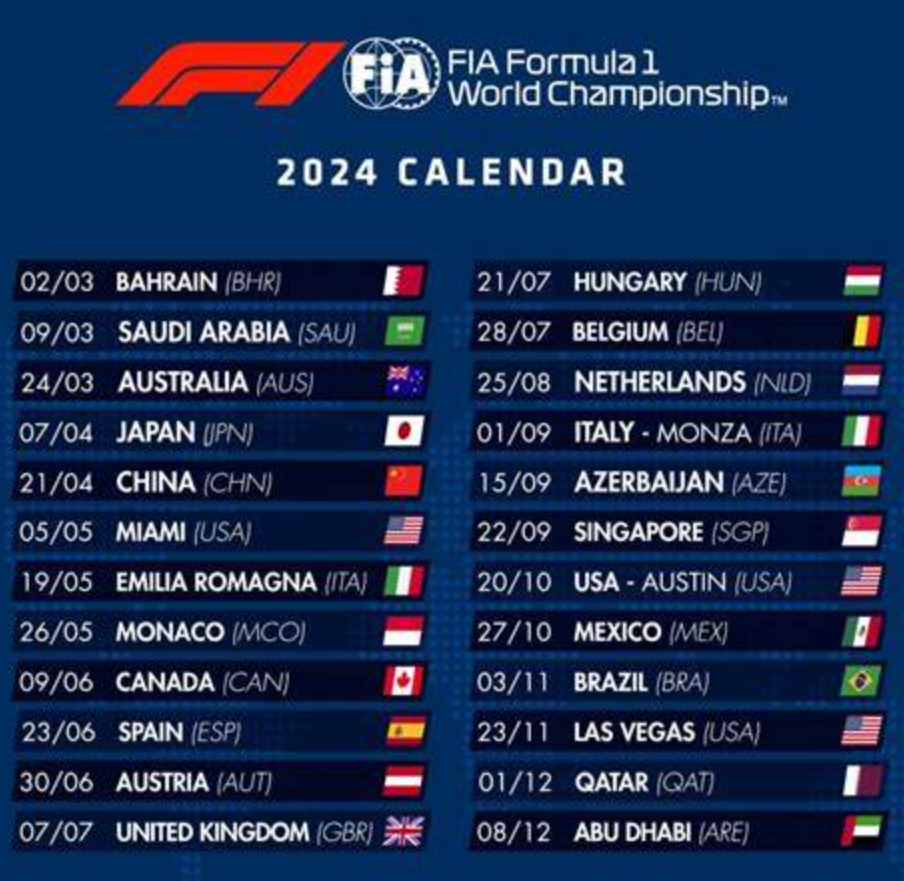 F1 FIA FIA Formula 1
World Championship™
2024 CALENDAR
02/03 BAHRAIN (BHR)
09/03 SAUDI ARABIA (SAU)
24/03 AUSTRALIA (AUS)
07/04 JAPAN (JPN)
21/04 CHINA (CHN)
05/05 MIAMI (USA)
19/05 EMILIA ROMAGNA (ITA)
26/05 MONACO (MCO)
09/06 CANADA (CAN)
23/06 SPAIN (ESP)
30/06 AUSTRIA (AUT)
07/07 UNITED KINGDOM (GBR)
21/07 HUNGARY (HUN)
28/07 BELGIUM (BEL)
25/08 NETHERLANDS (NLD)
01/09 ITALY - MONZA (ITA)
15/09 AZERBAIJAN (AZE)
22/09 SINGAPORE (SGP)
20/10 USA - AUSTIN (USA)
27/10 MEXICO (MEX)
03/11 BRAZIL (BRA)
23/11 LAS VEGAS (USA)
01/12 QATAR (QAT)
08/12 ABU DHABI (ARE)